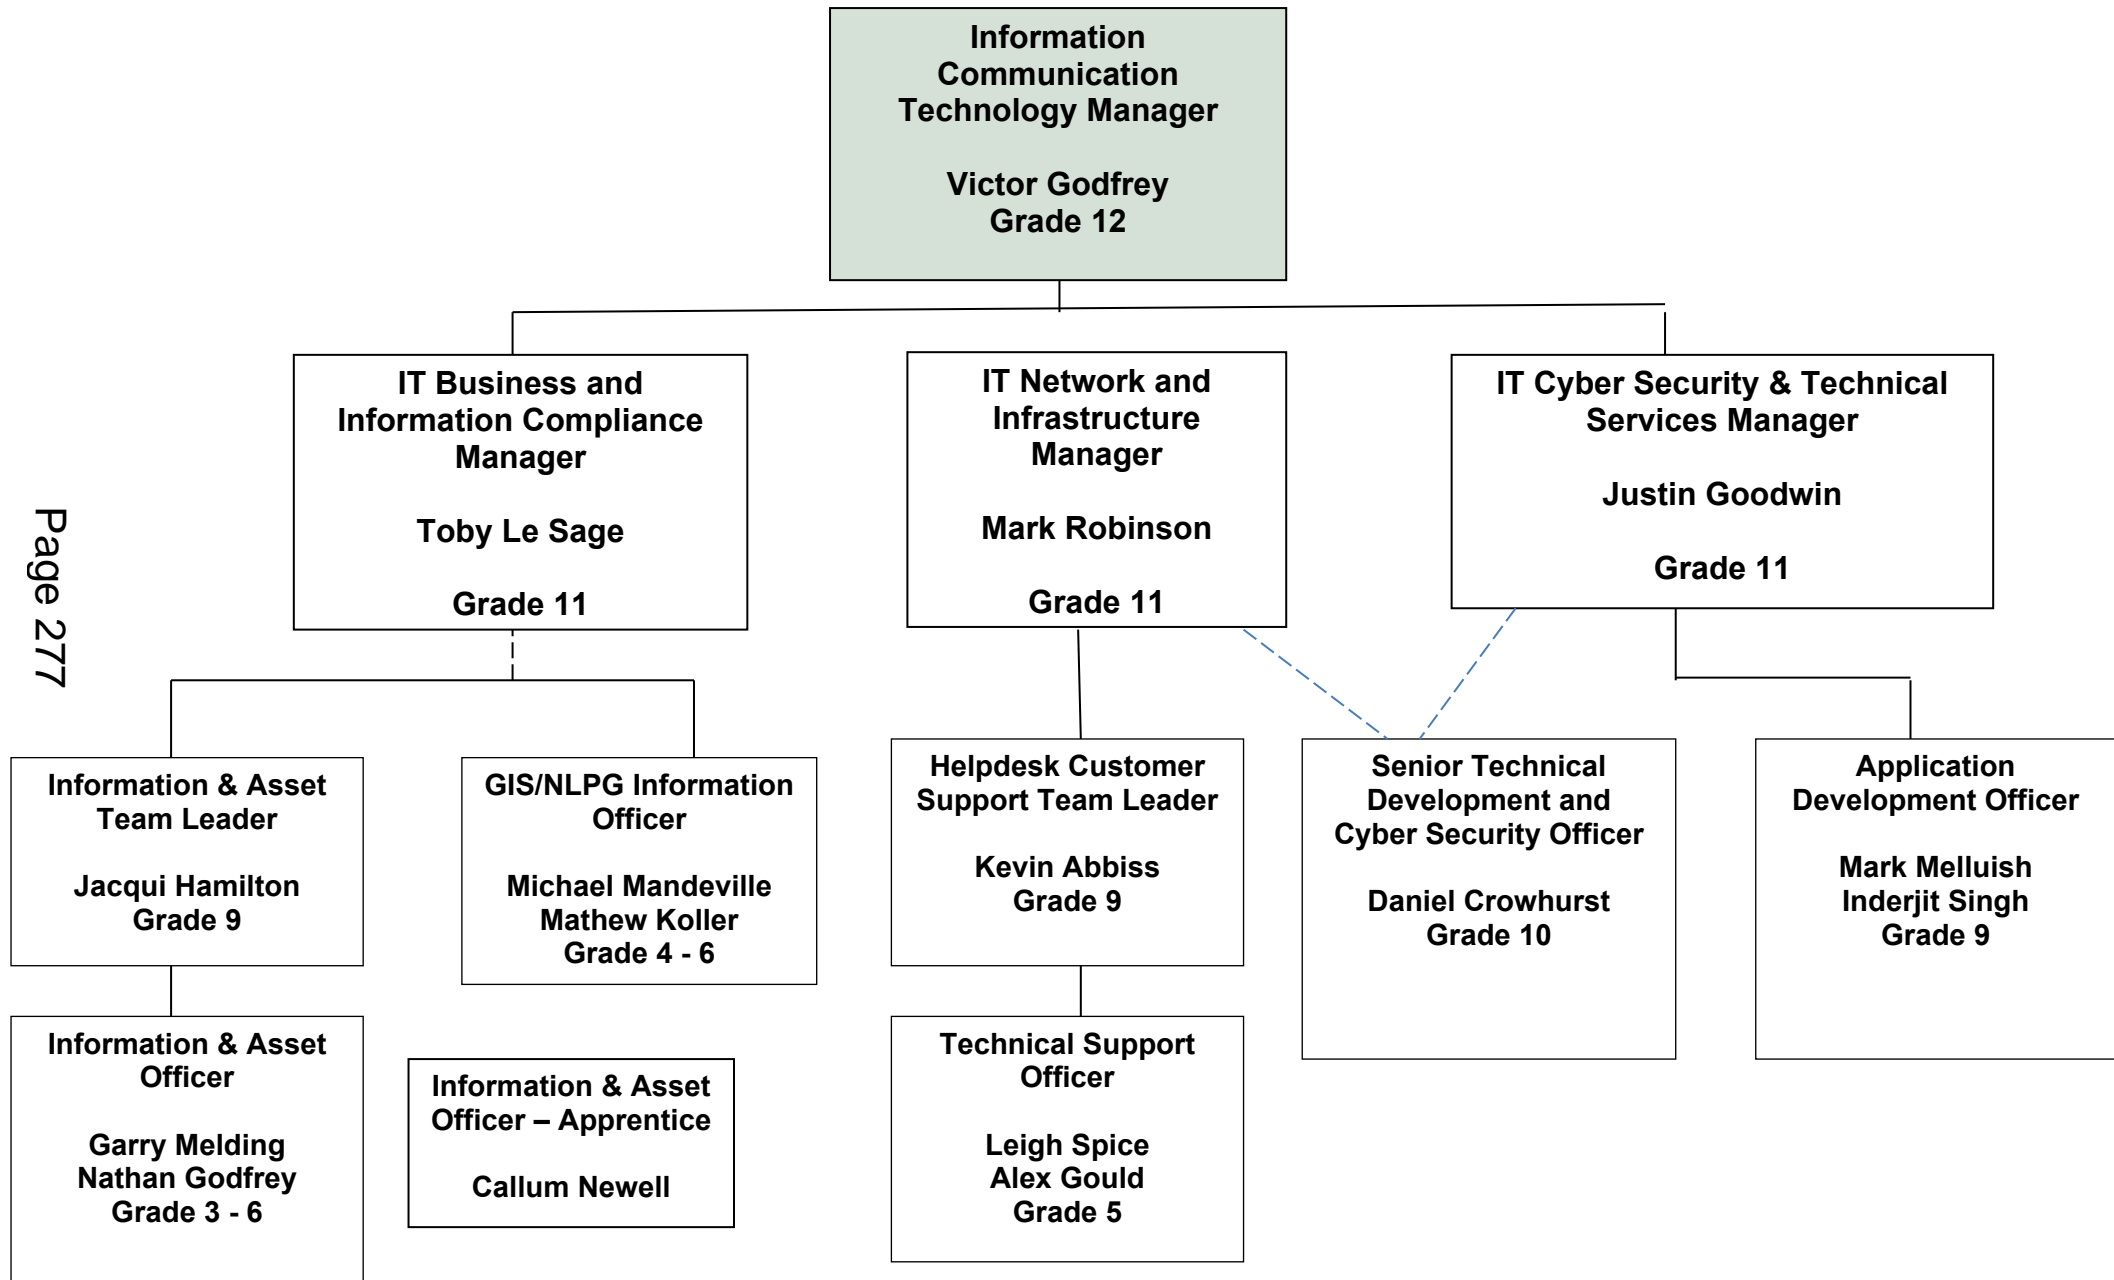 Information
Communication
Technology Manager
Victor Godfrey
Grade 12
IT Business and
Information Compliance
Manager
Toby Le Sage
Grade 11
IT Network and
Infrastructure
Manager
Mark Robinson
Grade 11
IT Cyber Security & Technical
Services Manager
Justin Goodwin
Grade 11
Page 277
Information & Asset
Team Leader
Jacqui Hamilton
Grade 9
GIS/NLPG Information
Officer
Michael Mandeville
Mathew Koller
Grade 4 - 6
Helpdesk Customer
Support Team Leader
Kevin Abbiss
Grade 9
Senior Technical
Development and
Cyber Security Officer
Daniel Crowhurst
Grade 10
Application
Development Officer
Mark Melluish
Inderjit Singh
Grade 9
Information & Asset
Officer
Garry Melding
Nathan Godfrey
Grade 3 - 6
Information & Asset
Officer – Apprentice
Callum Newell
Technical Support
Officer
Leigh Spice
Alex Gould
Grade 5